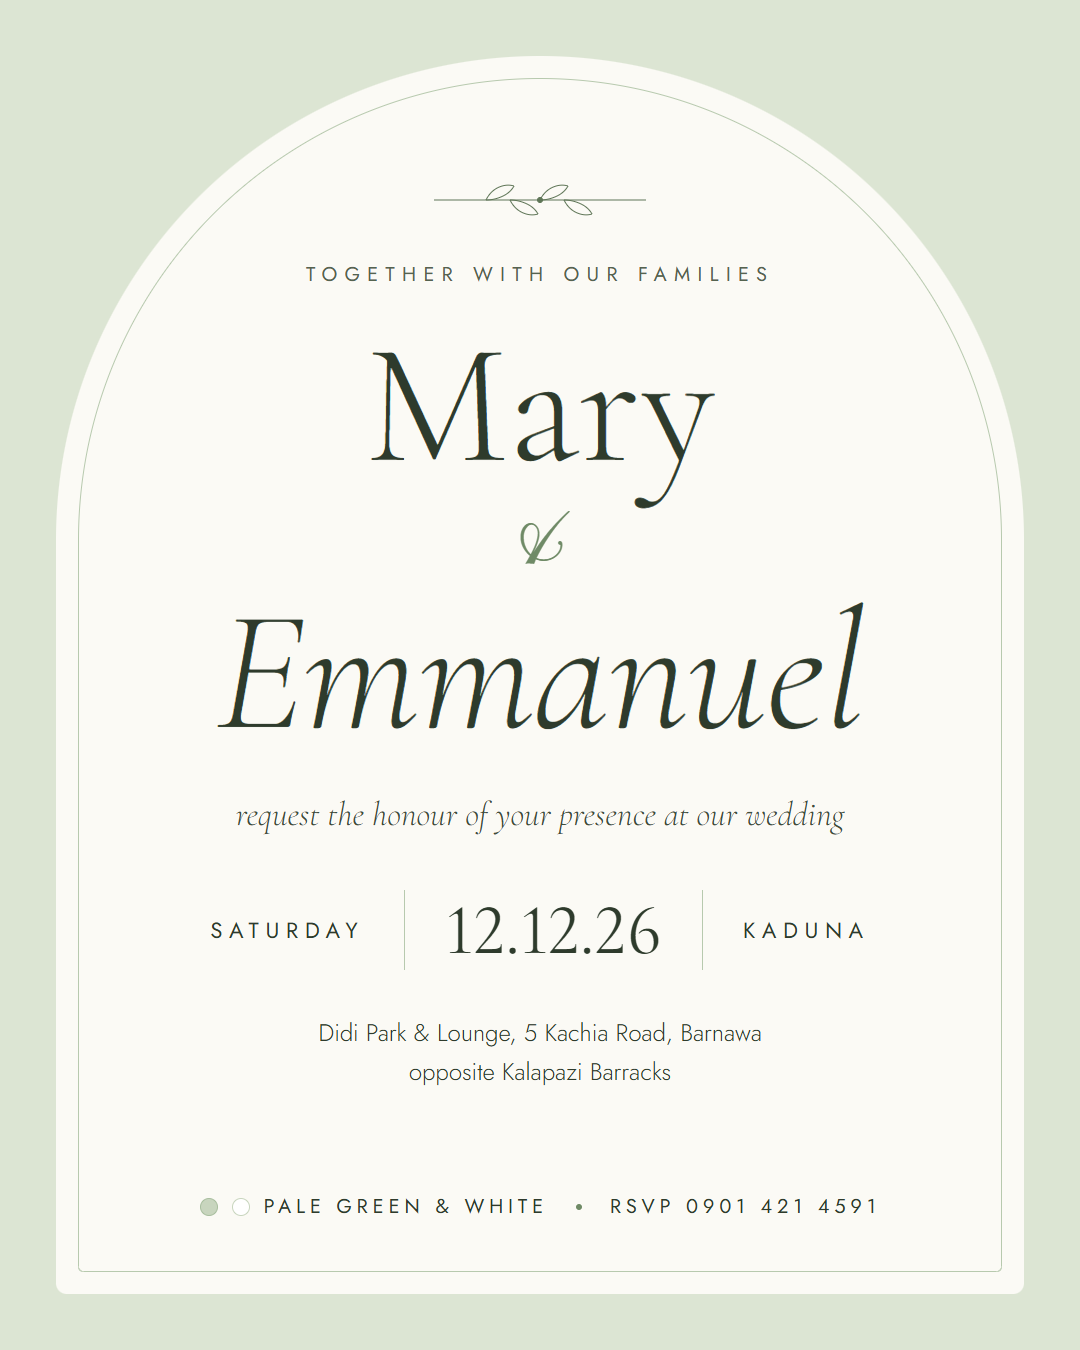 TOGETHER WITH OUR FAMILIES
Mary
&
Emmanuel
request the honour of your presence at our wedding
SATURDAY 12.12.26 KADUNA
Didi Park & Lounge, 5 Kachia Road, Barnawa
opposite Kalapazi Barracks
PALE GREEN & WHITE • RSVP 0901 421 4591